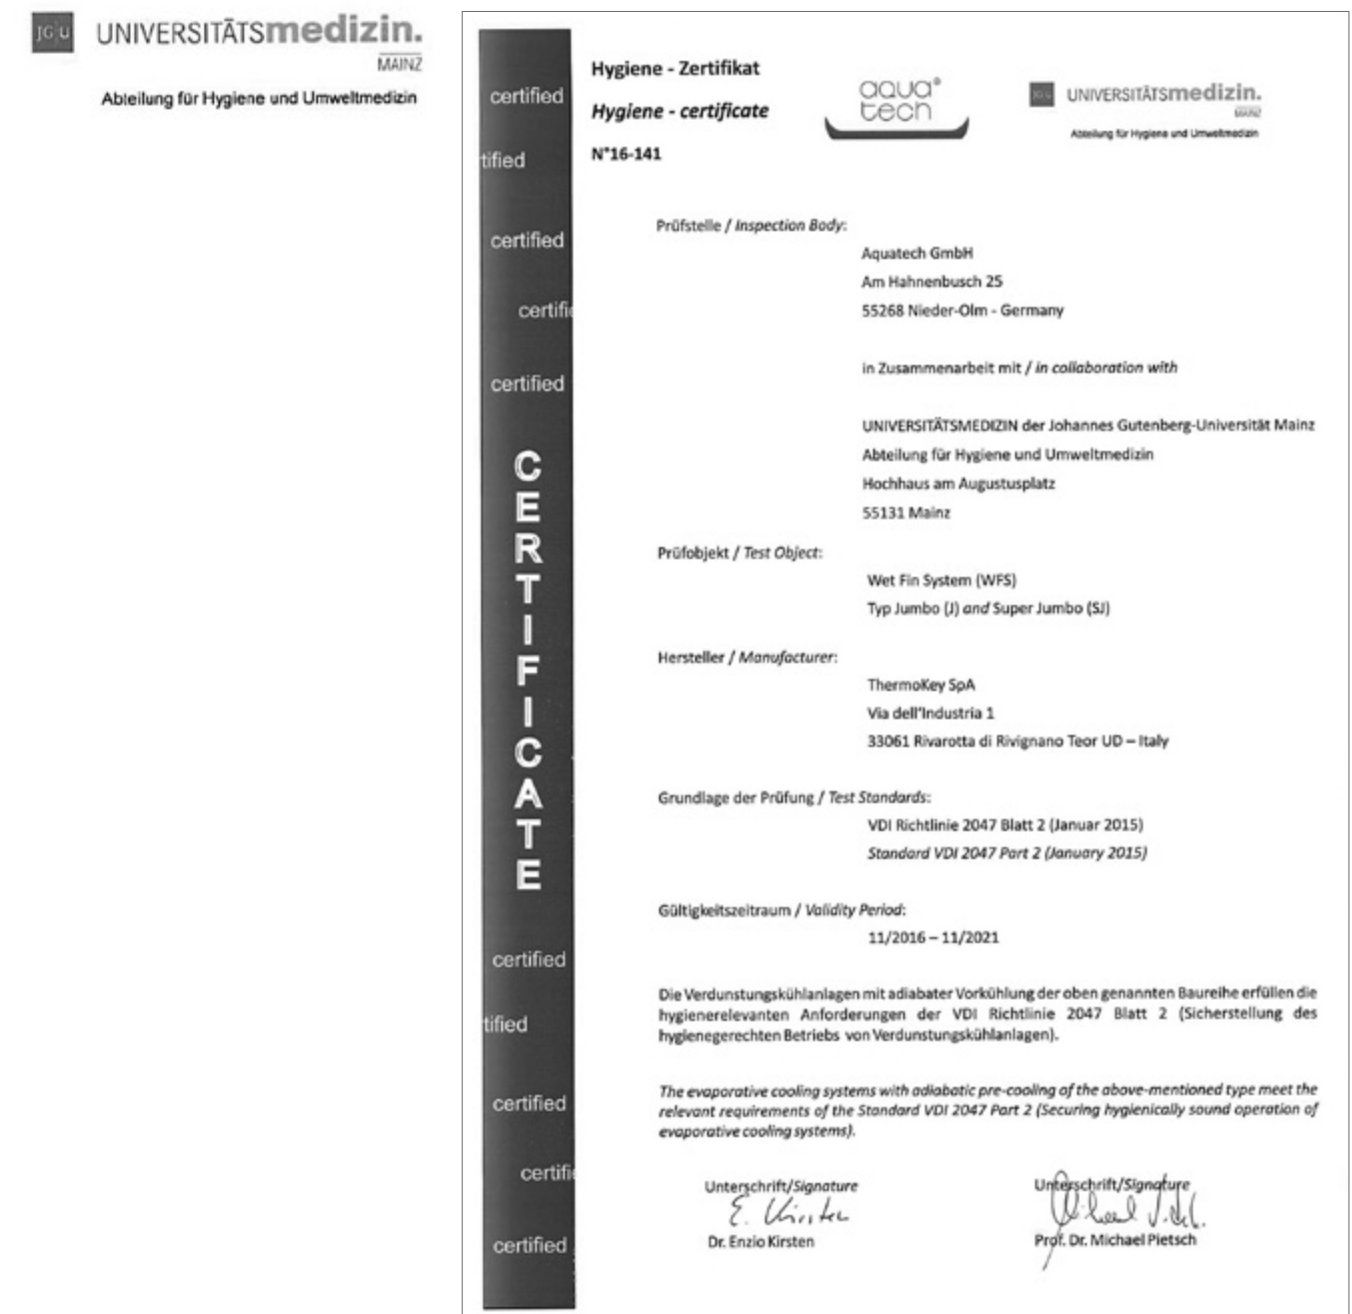 JG U UNIVERSITÄTSmedizin.
MAINZ
Abteilung für Hygiene und Umweltmedizin
certified
tified
certified
certifie
certified
CERTIFICATE
certified
tified
certified
certifie
certified
Hygiene - Zertifikat
Hygiene - certificate
N°16-141
aqua®
tech
JG U UNIVERSITÄTSmedizin.
MAINZ
Abteilung für Hygiene und Umweltmedizin
Prüfstelle / Inspection Body:
Aquatech GmbH
Am Hahnenbusch 25
55268 Nieder-Olm - Germany
in Zusammenarbeit mit / in collaboration with
UNIVERSITÄTSMEDIZIN der Johannes Gutenberg-Universität Mainz
Abteilung für Hygiene und Umweltmedizin
Hochhaus am Augustusplatz
55131 Mainz
Prüfobjekt / Test Object:
Wet Fin System (WFS)
Typ Jumbo (J) and Super Jumbo (SJ)
Hersteller / Manufacturer:
ThermoKey SpA
Via dell'Industria 1
33061 Rivarotta di Rivignano Teor UD – Italy
Grundlage der Prüfung / Test Standards:
VDI Richtlinie 2047 Blatt 2 (Januar 2015)
Standard VDI 2047 Part 2 (January 2015)
Gültigkeitszeitraum / Validity Period:
11/2016 – 11/2021
Die Verdunstungskühlanlagen mit adiabater Vorkühlung der oben genannten Baureihe erfüllen die
hygienerelevanten Anforderungen der VDI Richtlinie 2047 Blatt 2 (Sicherstellung des
hygienegerechten Betriebs von Verdunstungskühlanlagen).
The evaporative cooling systems with adiabatic pre-cooling of the above-mentioned type meet the
relevant requirements of the Standard VDI 2047 Part 2 (Securing hygienically sound operation of
evaporative cooling systems).
Unterschrift/Signature
E. Kirsten
Dr. Enzio Kirsten
Unterschrift/Signature
Prof. Dr. Michael Pietsch